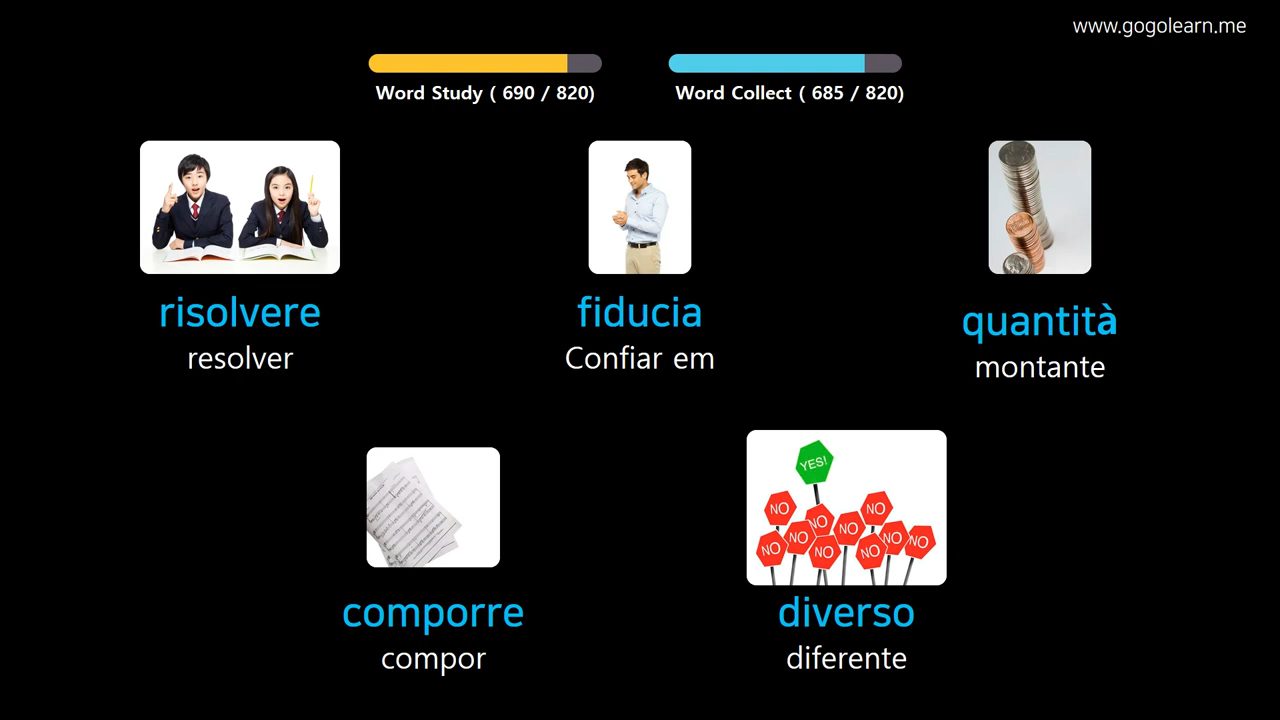 www.gogolearn.me
Word Study ( 690 / 820)
Word Collect ( 685 / 820)
risolvere
resolver
fiducia
Confiar em
quantità
montante
YES!
NO
NO
NO
NO
NO
NO
NO
NO
NO
NO
comporre
compor
diverso
diferente